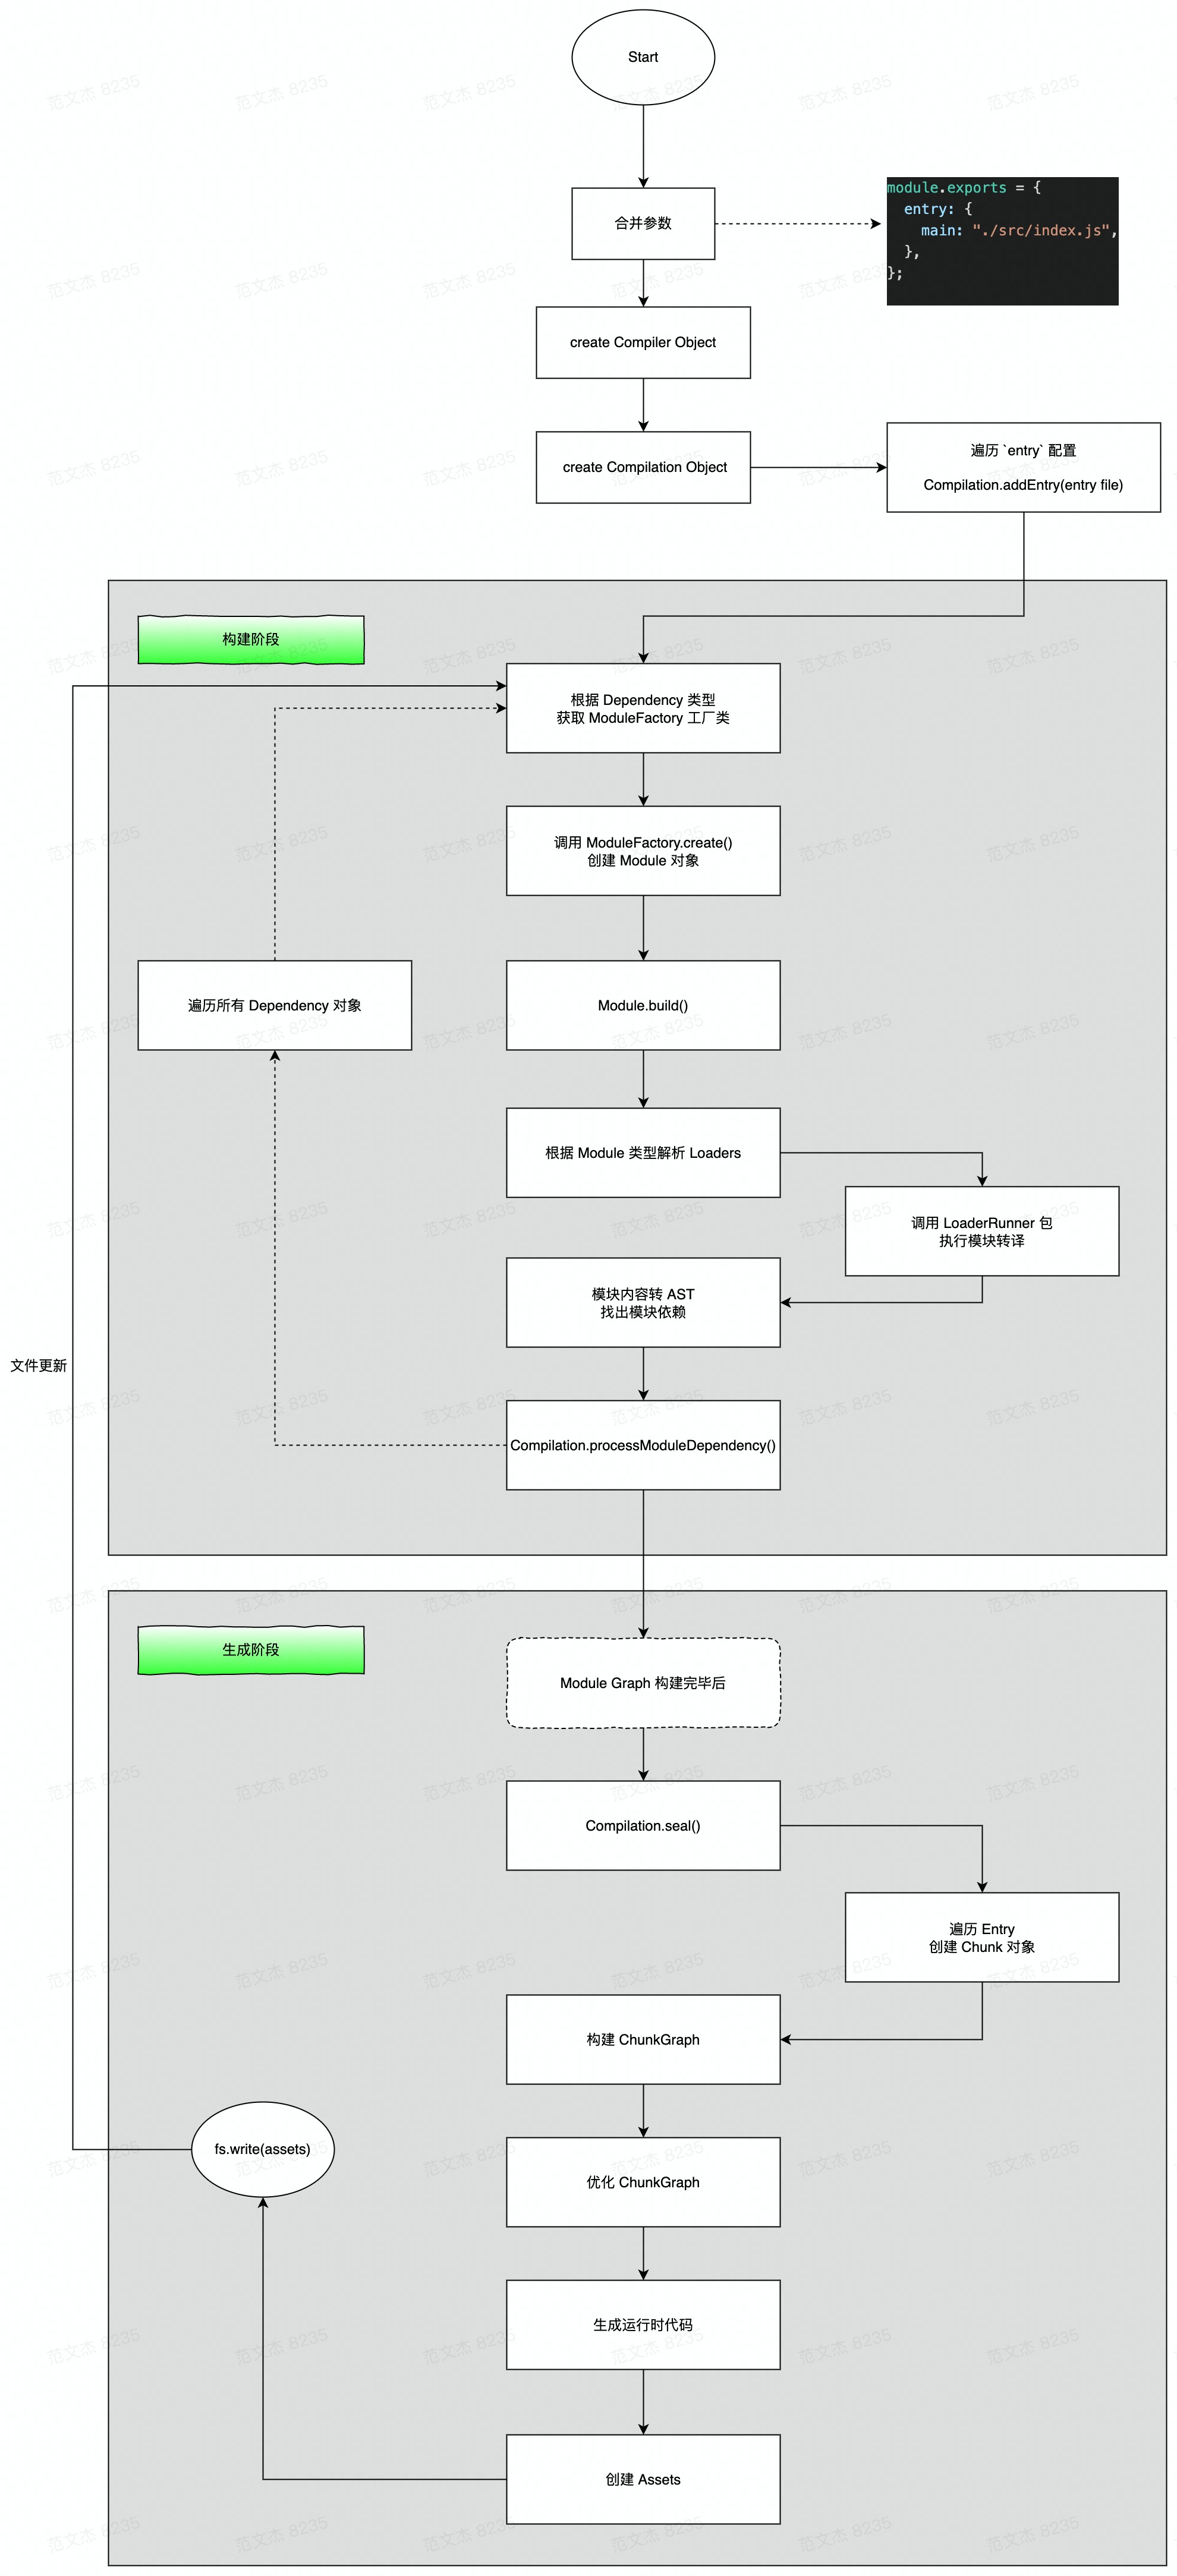 Start
合并参数
module.exports = {
  entry: {
    main: "./src/index.js",
  },
};
create Compiler Object
create Compilation Object
遍历 `entry` 配置
Compilation.addEntry(entry file)
构建阶段
根据 Dependency 类型
获取 ModuleFactory 工厂类
调用 ModuleFactory.create()
创建 Module 对象
遍历所有 Dependency 对象
Module.build()
根据 Module 类型解析 Loaders
调用 LoaderRunner 包
执行模块转译
模块内容转 AST
找出模块依赖
文件更新
Compilation.processModuleDependency()
生成阶段
Module Graph 构建完毕后
Compilation.seal()
遍历 Entry
创建 Chunk 对象
构建 ChunkGraph
fs.write(assets)
优化 ChunkGraph
生成运行时代码
创建 Assets
范文杰 8235